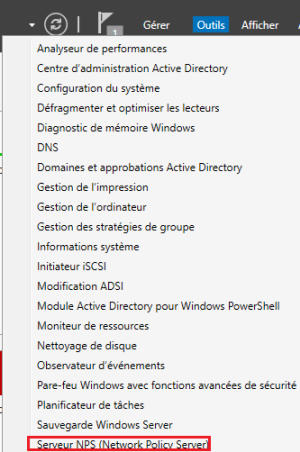 1
Gérer Outils Afficher
Analyseur de performances
Centre d'administration Active Directory
Configuration du système
Défragmenter et optimiser les lecteurs
Diagnostic de mémoire Windows
DNS
Domaines et approbations Active Directory
Gestion de l'impression
Gestion de l'ordinateur
Gestion des stratégies de groupe
Informations système
Initiateur iSCSI
Modification ADSI
Module Active Directory pour Windows PowerShell
Moniteur de ressources
Nettoyage de disque
Observateur d'événements
Pare-feu Windows avec fonctions avancées de sécurité
Planificateur de tâches
Sauvegarde Windows Server
Serveur NPS (Network Policy Server)